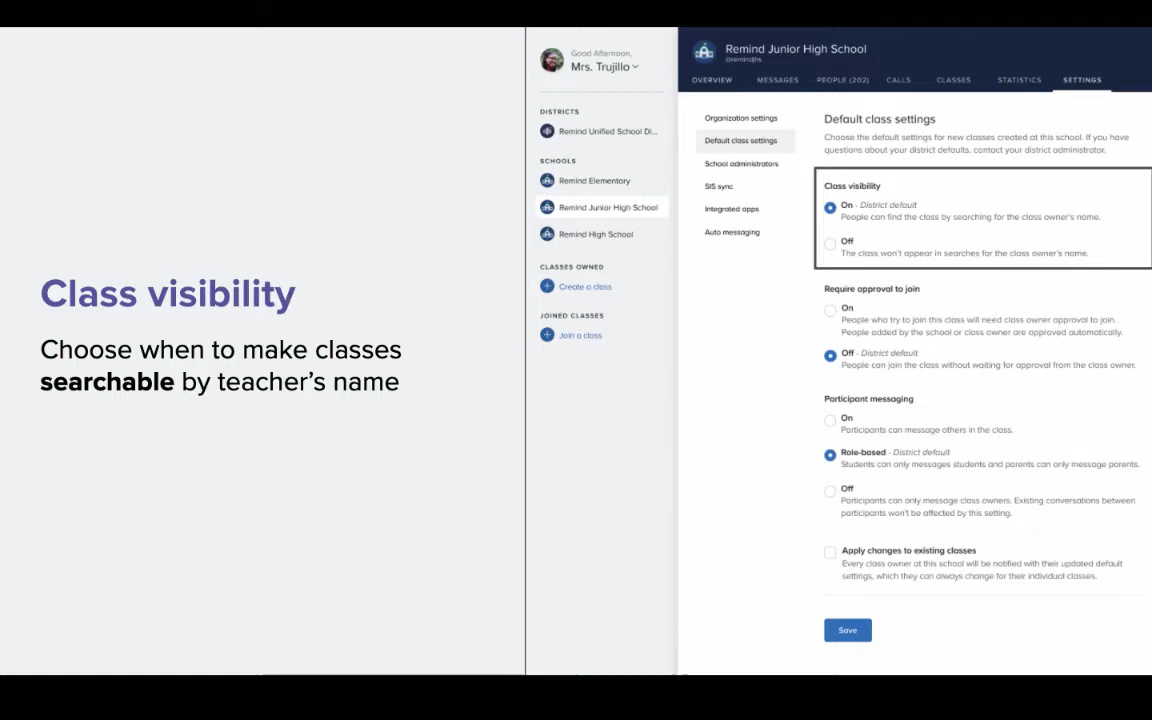 Class visibility
Choose when to make classes
searchable by teacher's name
Good Afternoon,
Mrs. Trujillo
DISTRICTS
Remind Unified School Di...
SCHOOLS
Remind Elementary
Remind Junior High School
Remind High School
CLASSES OWNED
Create a class
JOINED CLASSES
Join a class
Remind Junior High School
@remindjhs
OVERVIEW MESSAGES PEOPLE (202) CALLS CLASSES STATISTICS SETTINGS
Organization settings
Default class settings
School administrators
SIS sync
Integrated apps
Auto messaging
Default class settings
Choose the default settings for new classes created at this school. If you have
questions about your district defaults, contact your district administrator.
Class visibility
On - District default
People can find the class by searching for the class owner's name.
Off
The class won't appear in searches for the class owner's name.
Require approval to join
On
People who try to join this class will need class owner approval to join.
People added by the school or class owner are approved automatically.
Off - District default
People can join the class without waiting for approval from the class owner.
Participant messaging
On
Participants can message others in the class.
Role-based - District default
Students can only messages students and parents can only message parents.
Off
Participants can only message class owners. Existing conversations between
participants won't be affected by this setting.
Apply changes to existing classes
Every class owner at this school will be notified with their updated default
settings, which they can always change for their individual classes.
Save